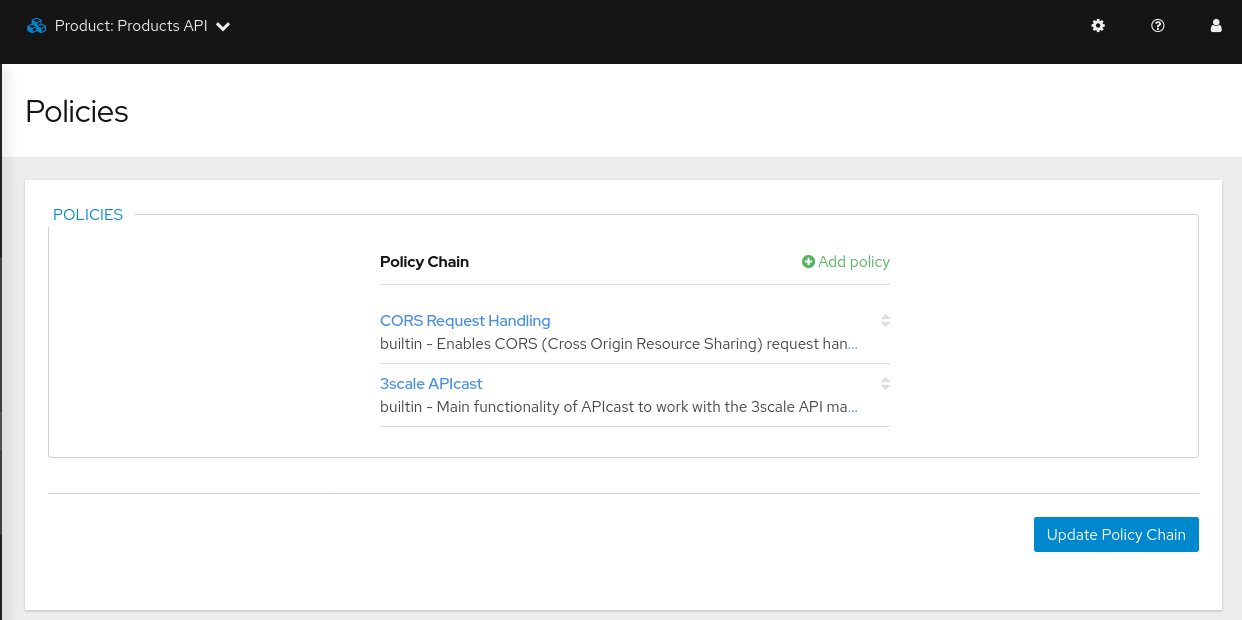 Product: Products API
Policies
POLICIES
Policy Chain
Add policy
CORS Request Handling
builtin - Enables CORS (Cross Origin Resource Sharing) request han...
3scale APIcast
builtin - Main functionality of APIcast to work with the 3scale API ma...
Update Policy Chain